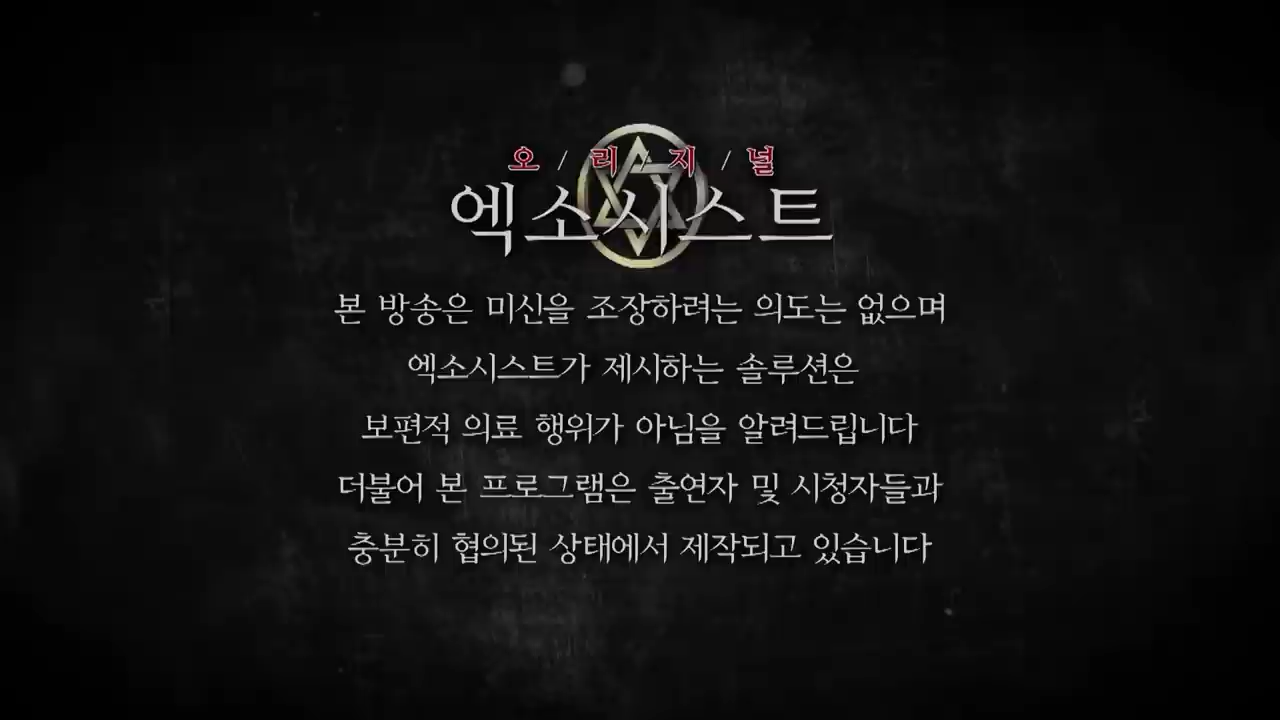 오/리/지/널
엑소시스트
본 방송은 미신을 조장하려는 의도는 없으며
엑소시스트가 제시하는 솔루션은
보편적 의료 행위가 아님을 알려드립니다
더불어 본 프로그램은 출연자 및 시청자들과
충분히 협의된 상태에서 제작되고 있습니다